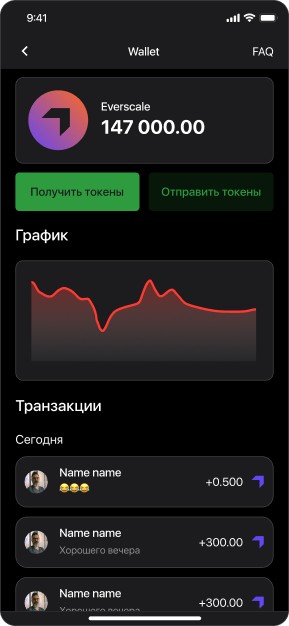 9:41
Wallet
FAQ
Everscale
147 000.00
Получить токены
Отправить токены
График
Транзакции
Сегодня
Name name
😂😂😂
+0.500
Name name
Хорошего вечера
+300.00
Name name
Хорошего вечера
+300.00